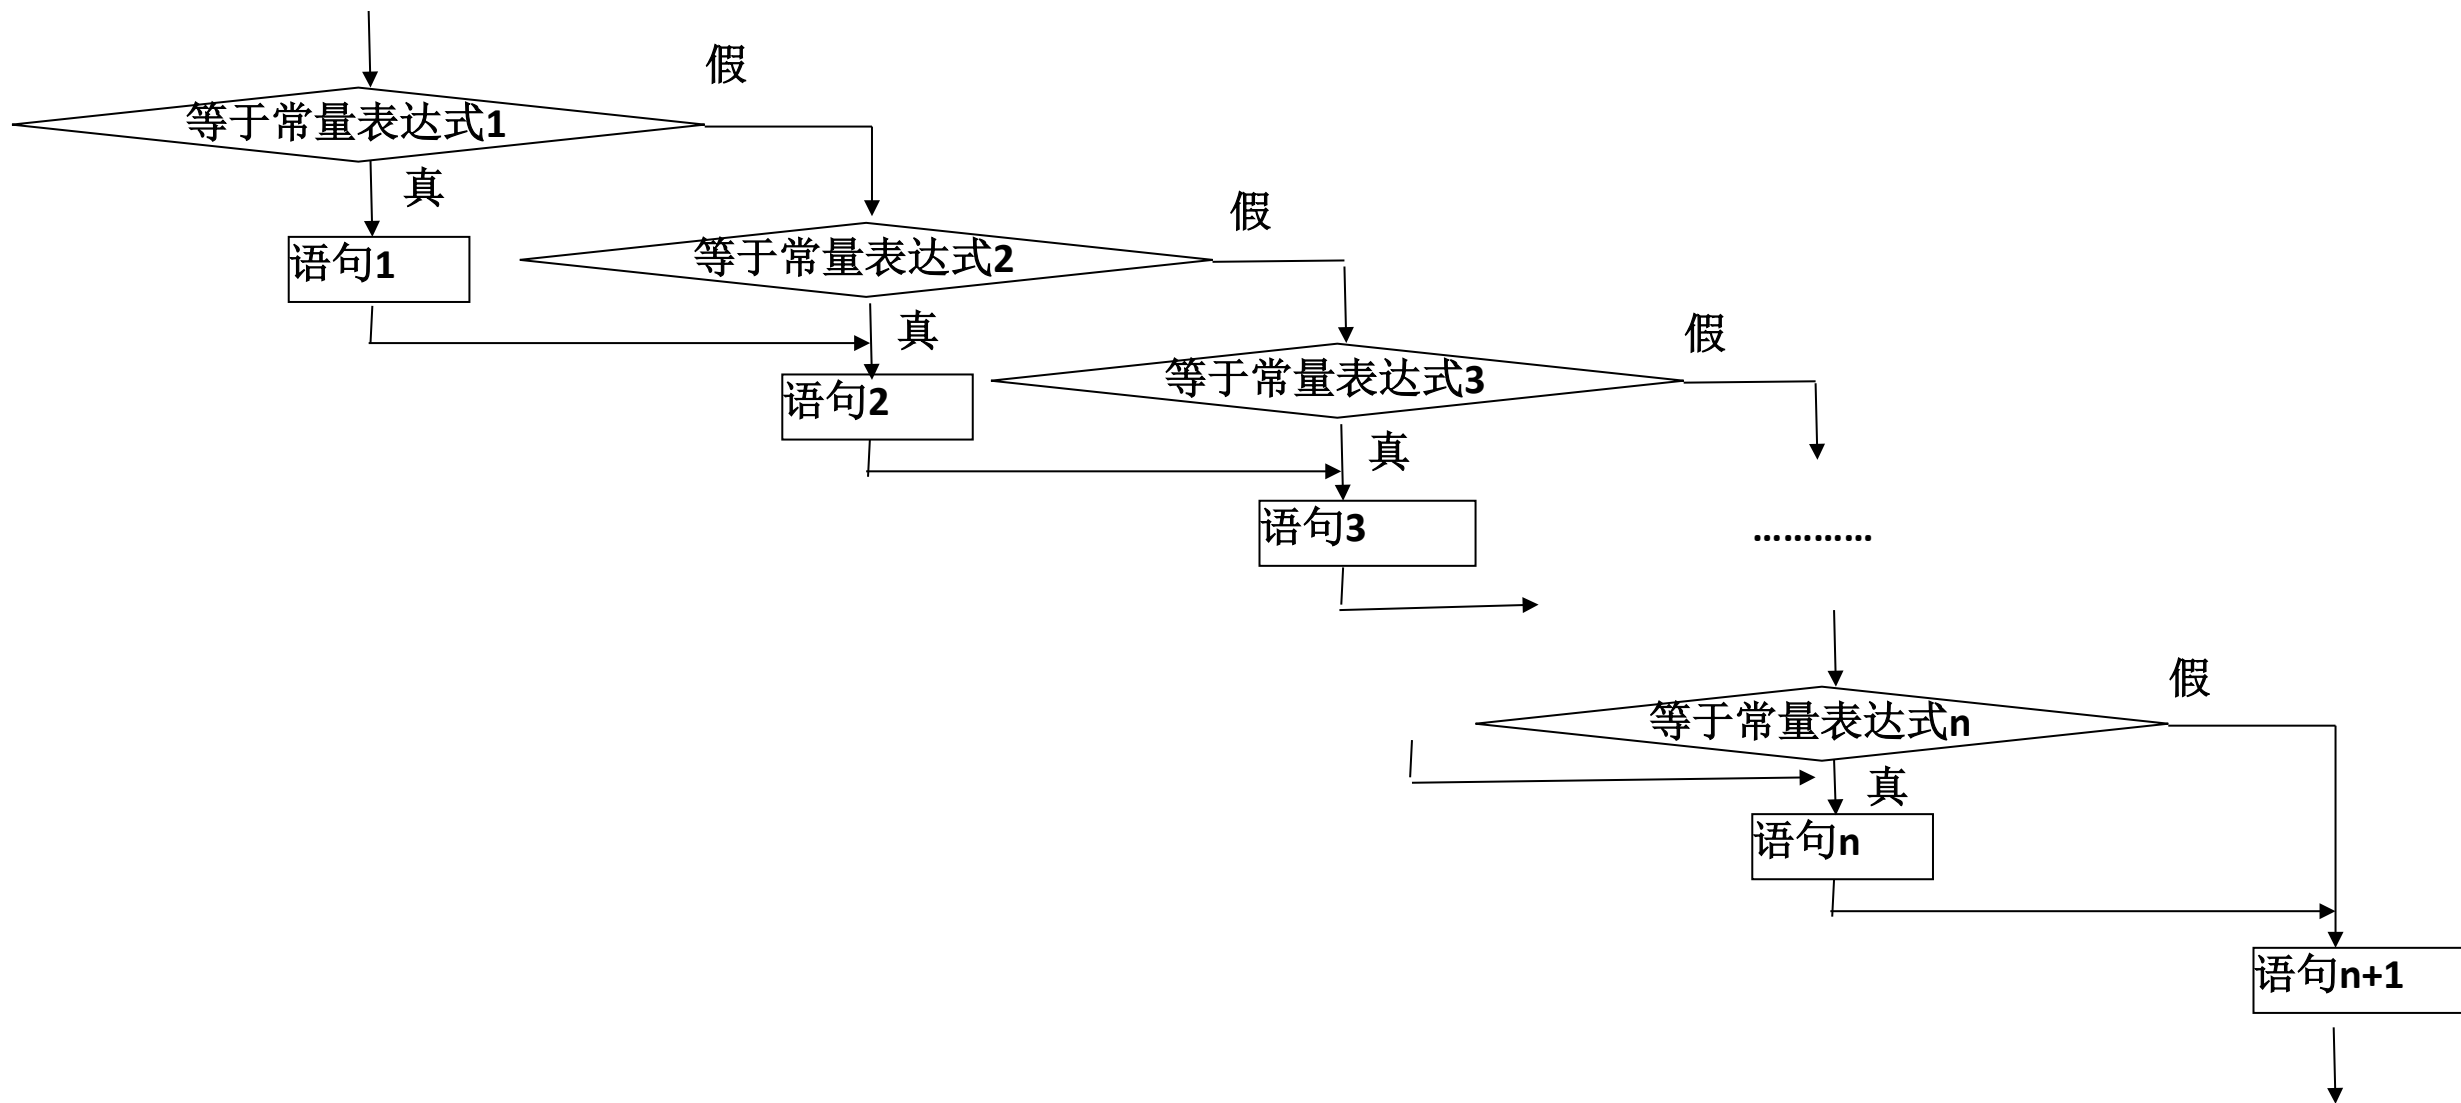 假
等于常量表达式1
真
假
语句1
等于常量表达式2
真
假
语句2
等于常量表达式3
真
语句3
…………
假
等于常量表达式n
真
语句n
语句n+1